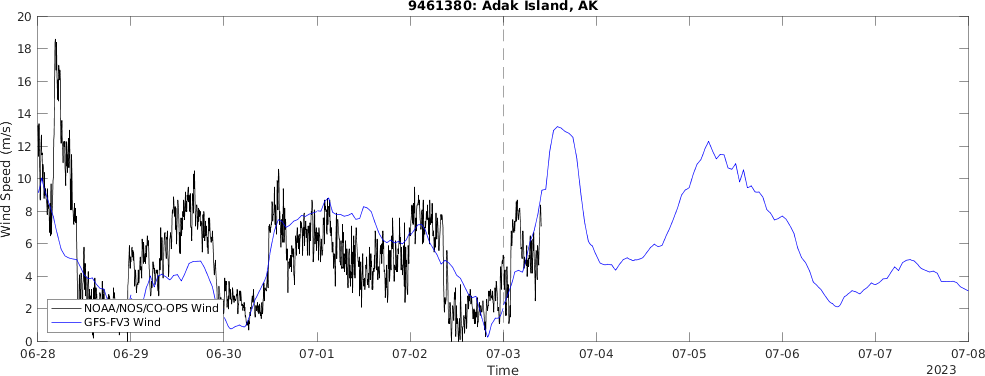 9461380: Adak Island, AK
20
18
16
14
12
10
8
6
4
2
0
Wind Speed (m/s)
NOAA/NOS/CO-OPS Wind
GFS-FV3 Wind
06-28 06-29 06-30 07-01 07-02 07-03 07-04 07-05 07-06 07-07 07-08
Time
2023